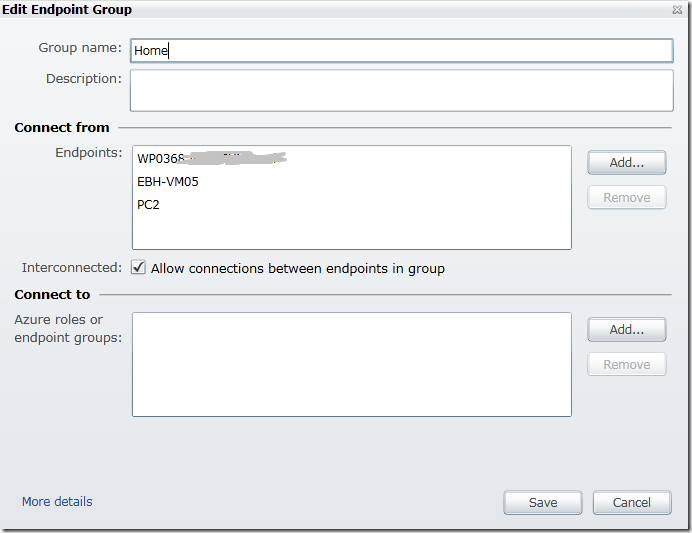 Edit Endpoint Group
Group name: Home
Description:
Connect from
Endpoints:
WP0368
EBH-VM05
PC2
Add...
Remove
Interconnected: Allow connections between endpoints in group
Connect to
Azure roles or
endpoint groups:
Add...
Remove
More details
Save
Cancel